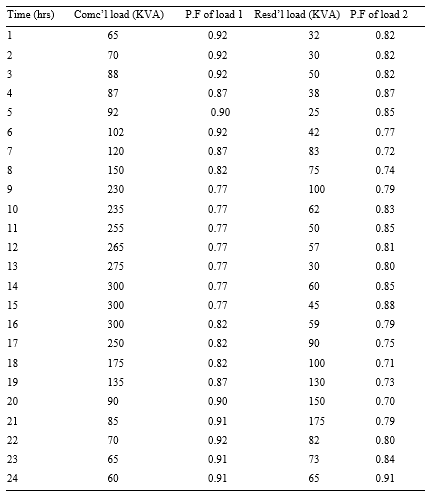 Time (hrs) Comc'l load (KVA) P.F of load 1 Resd'l load (KVA) P.F of load 2
1 65 0.92 32 0.82
2 70 0.92 30 0.82
3 88 0.92 50 0.82
4 87 0.87 38 0.87
5 92 0.90 25 0.85
6 102 0.92 42 0.77
7 120 0.87 83 0.72
8 150 0.82 75 0.74
9 230 0.77 100 0.79
10 235 0.77 62 0.83
11 255 0.77 50 0.85
12 265 0.77 57 0.81
13 275 0.77 30 0.80
14 300 0.77 60 0.85
15 300 0.77 45 0.88
16 300 0.82 59 0.79
17 250 0.82 90 0.75
18 175 0.82 100 0.71
19 135 0.87 130 0.73
20 90 0.90 150 0.70
21 85 0.91 175 0.79
22 70 0.92 82 0.80
23 65 0.91 73 0.84
24 60 0.91 65 0.91